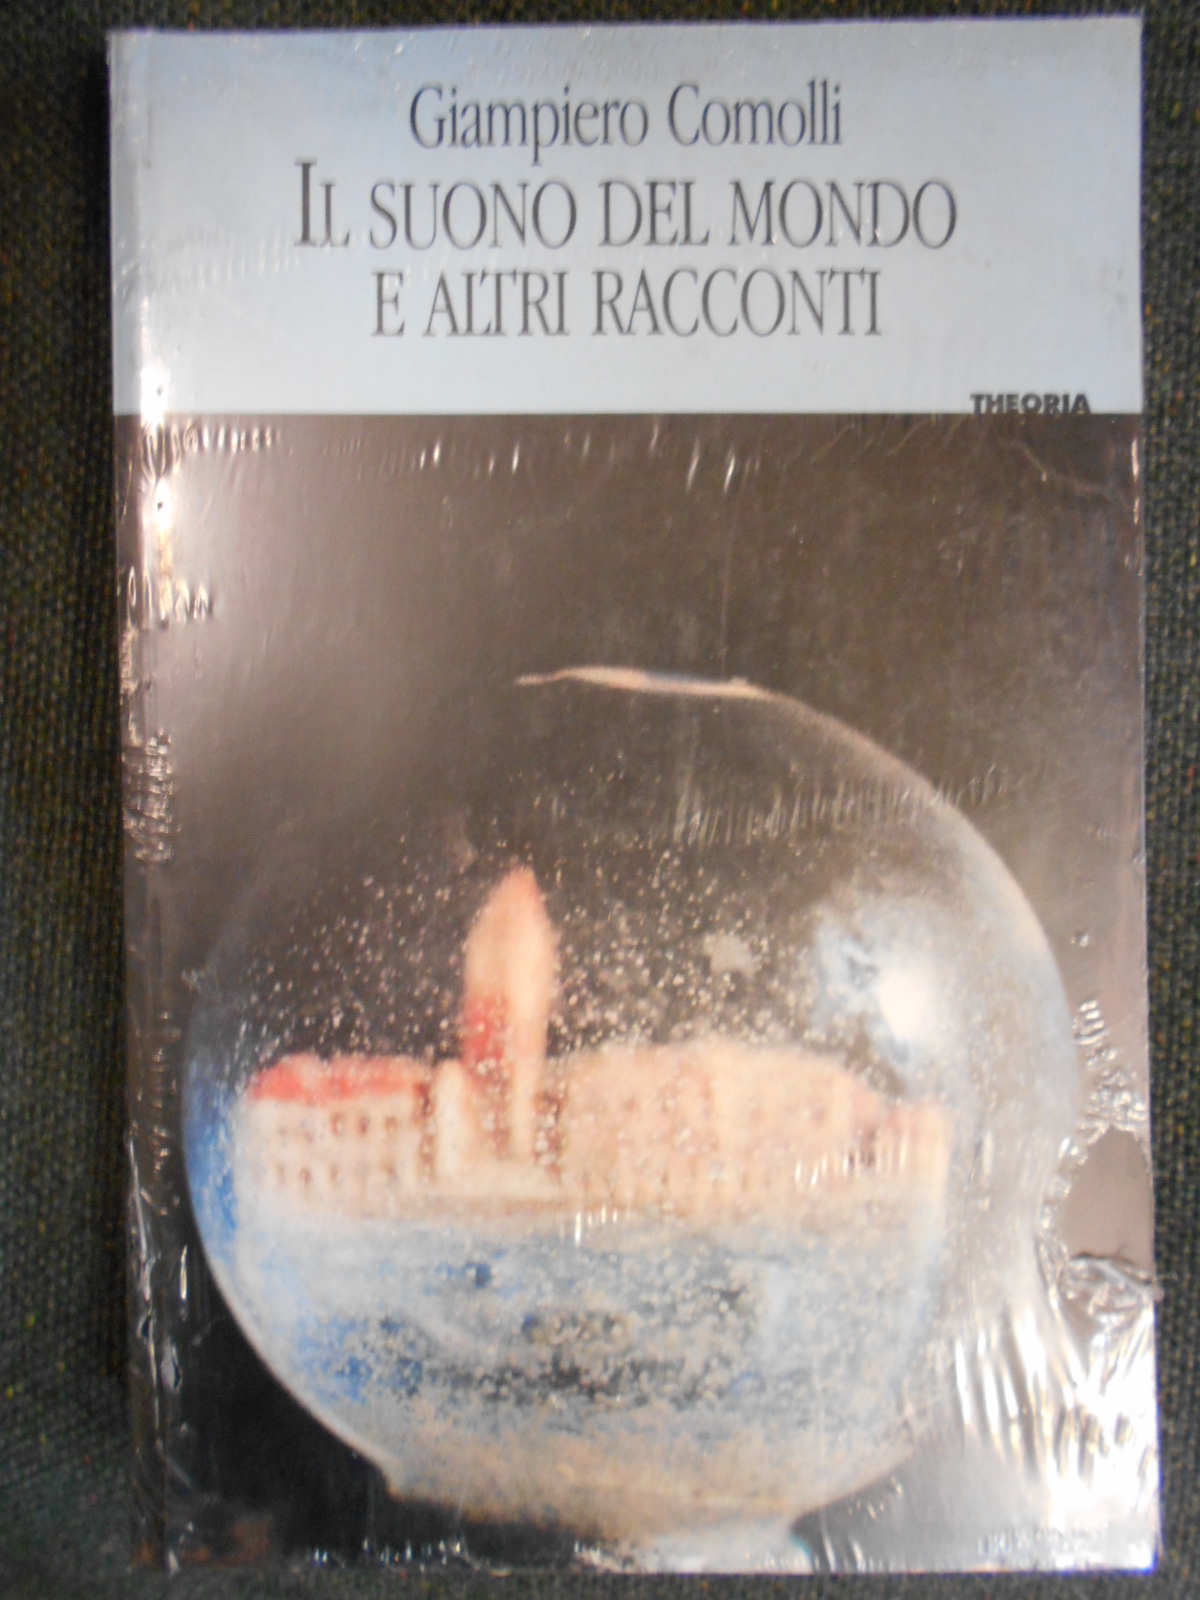 Giampiero Comolli
IL SUONO DEL MONDO
E ALTRI RACCONTI
THEORIA